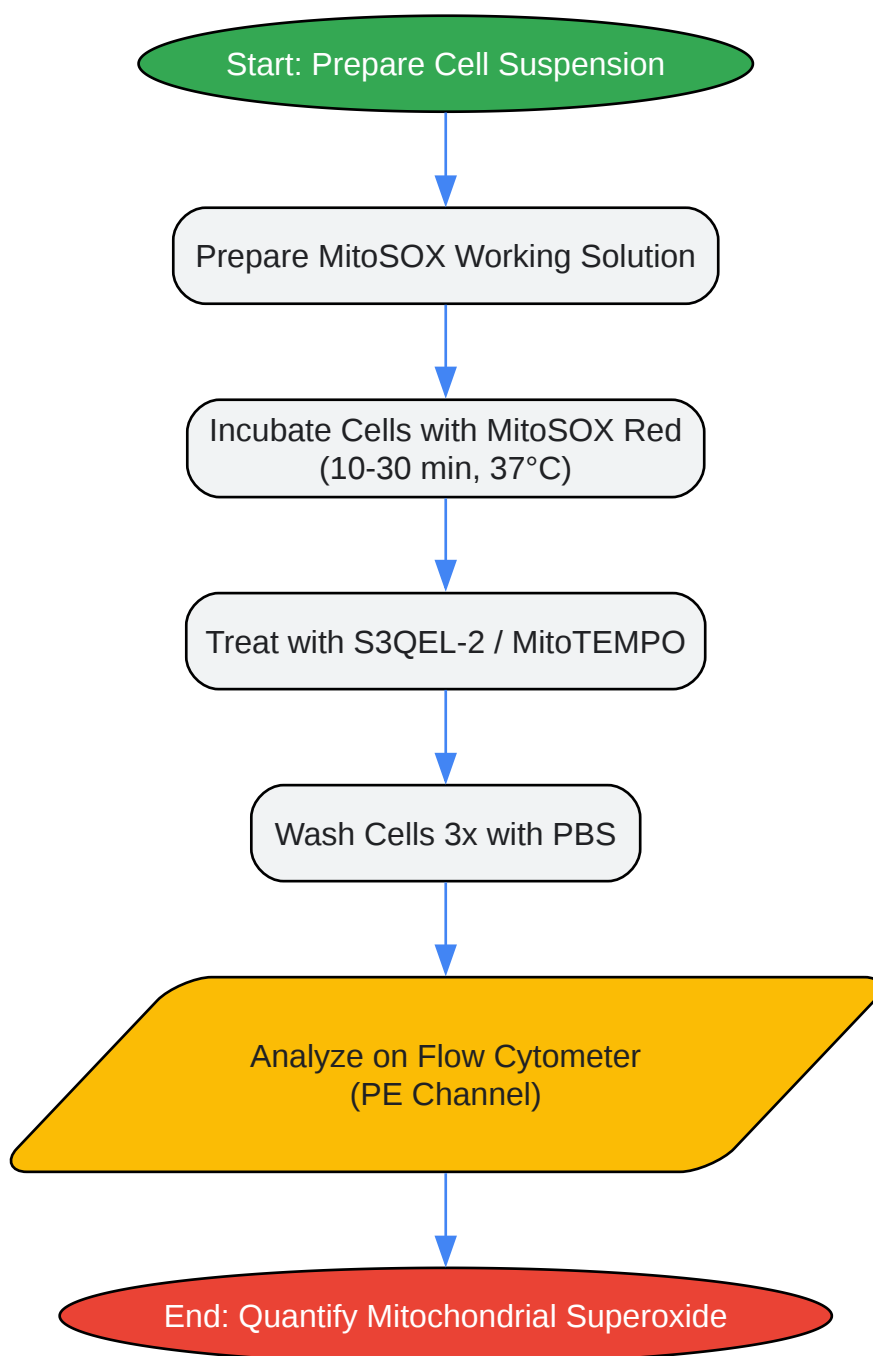 Start: Prepare Cell Suspension
Prepare MitoSOX Working Solution
Incubate Cells with MitoSOX Red
(10-30 min, 37°C)
Treat with S3QEL-2 / MitoTEMPO
Wash Cells 3x with PBS
Analyze on Flow Cytometer
(PE Channel)
End: Quantify Mitochondrial Superoxide